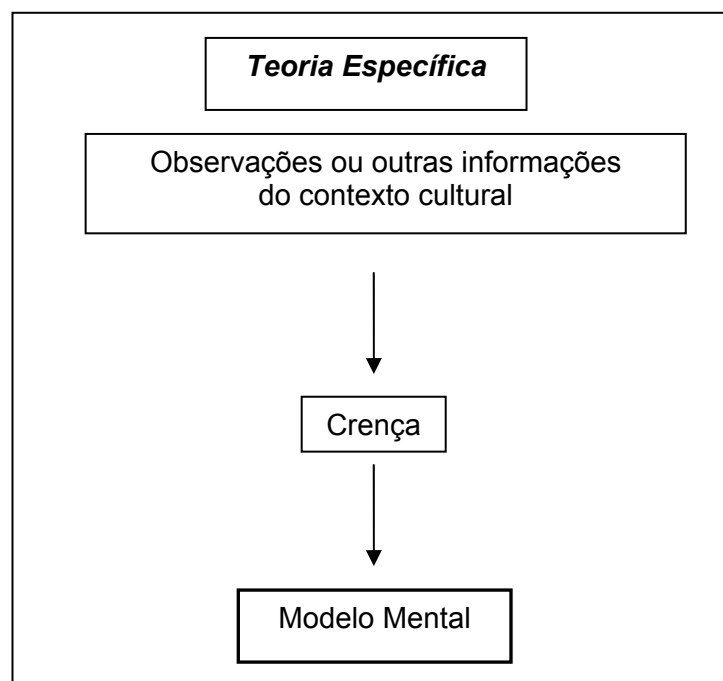 Teoria Específica
Observações ou outras informações
do contexto cultural
Crença
Modelo Mental